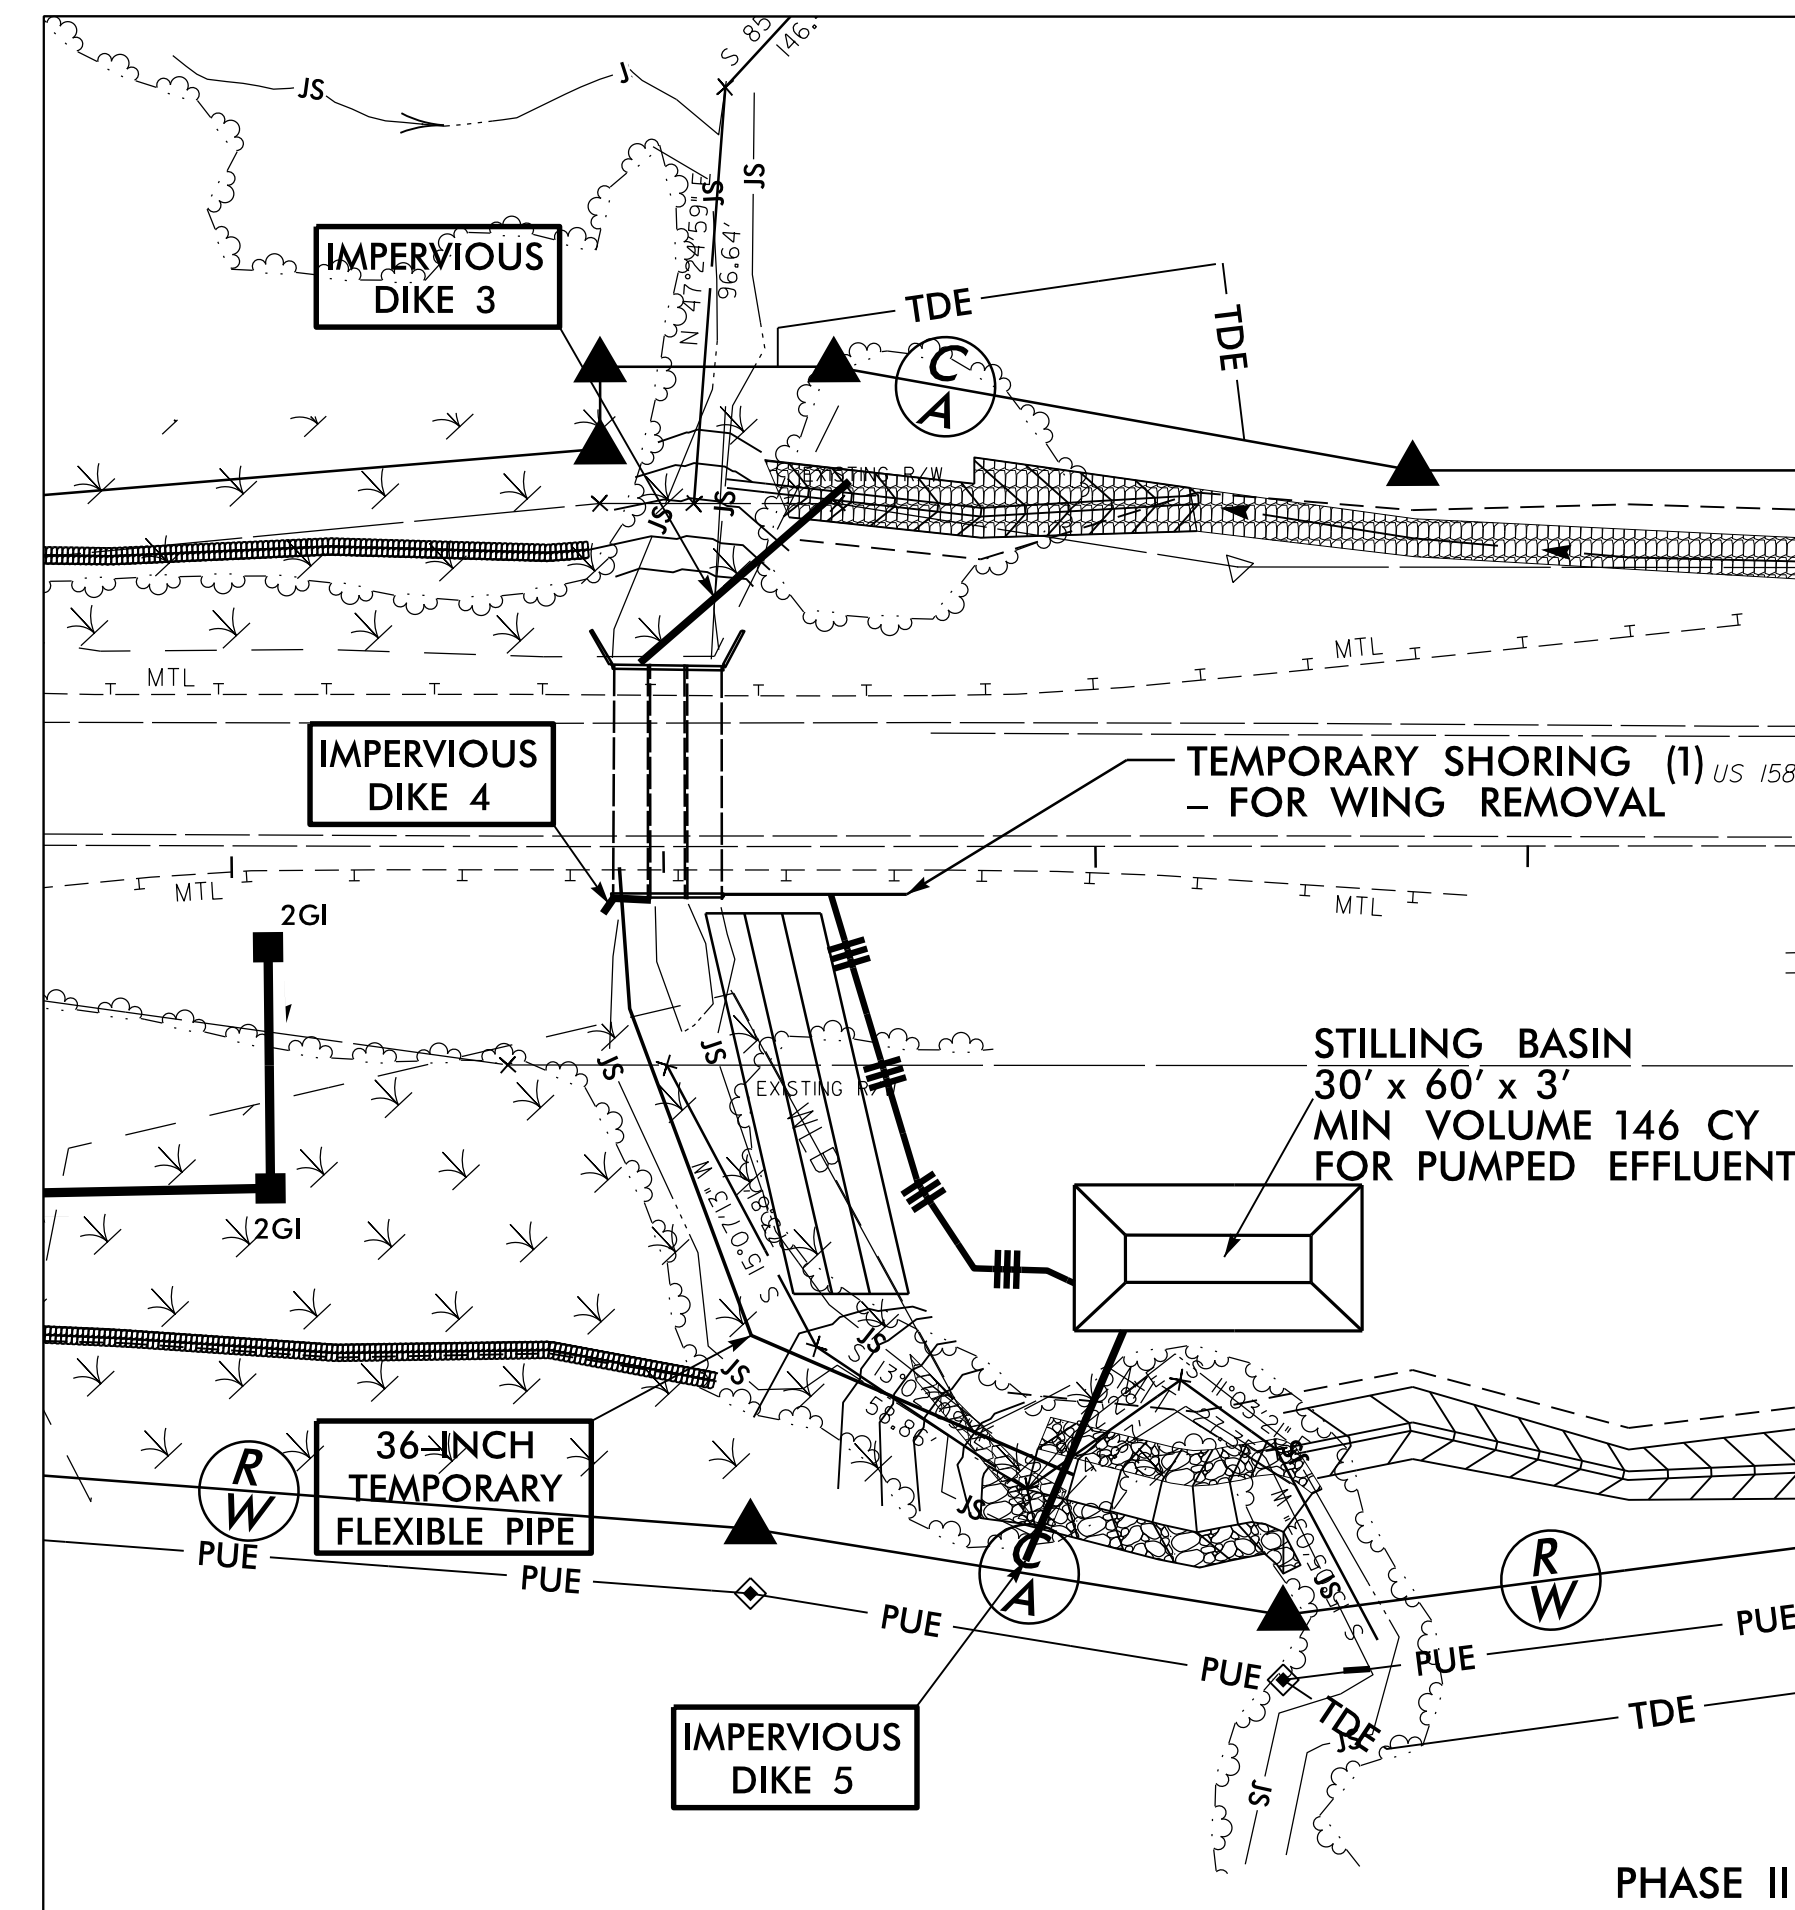 S 85
146.
JS
J
JS
JS
N 47°24'59" E
96.64'
IMPERVIOUS
DIKE 3
TDE
TDE
C
A
EXISTING R/W
JS
JS
MTL
MTL
IMPERVIOUS
DIKE 4
TEMPORARY SHORING (1)
– FOR WING REMOVAL
US 158
MTL
MTL
2GI
2GI
JS
JS
EXISTING R/W
STILLING BASIN
30' x 60' x 3'
MIN VOLUME 146 CY
FOR PUMPED EFFLUENT
S 15°07'13" W
JS
JS
58.86'
JS
JS
JS
36-INCH
TEMPORARY
FLEXIBLE PIPE
R
W
C
A
R
W
PUE
PUE
PUE
PUE
PUE
PUE
TDE
TDE
JS
JS
IMPERVIOUS
DIKE 5
PHASE II